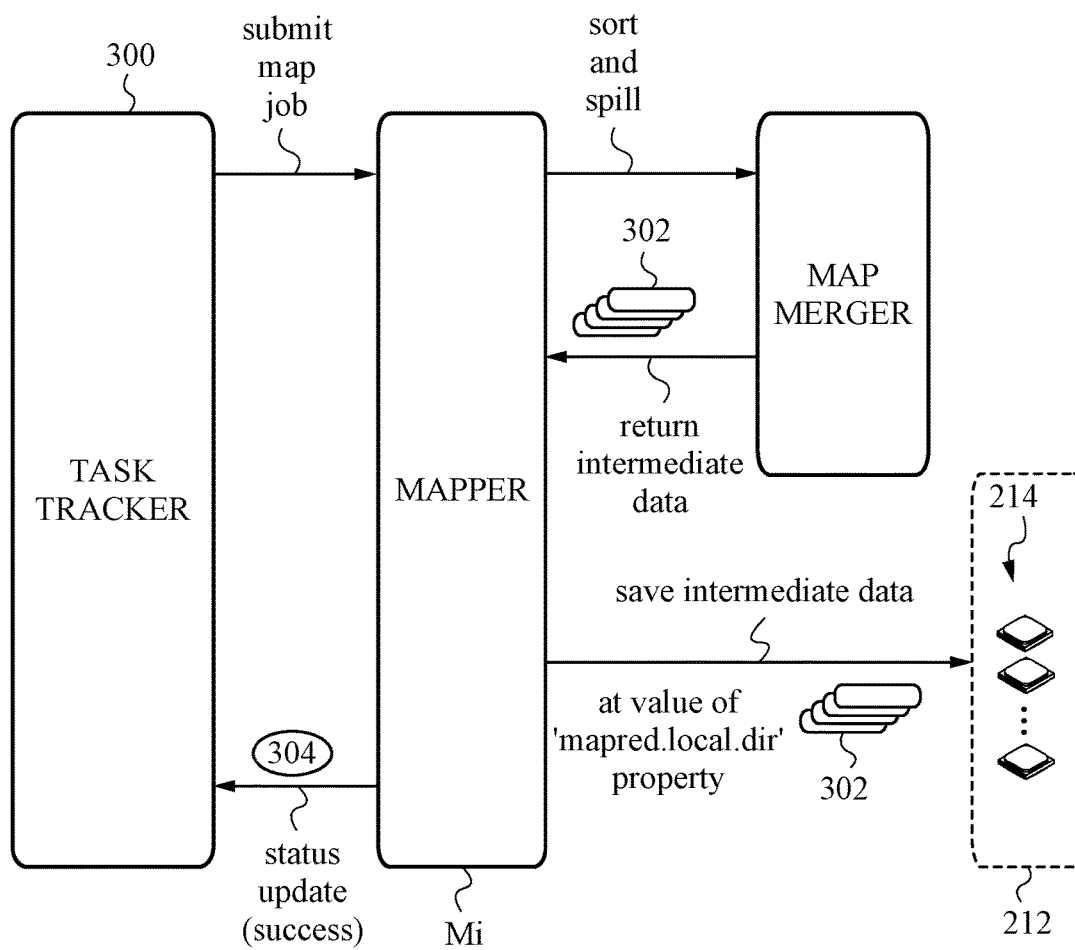 submit
map
job
sort
and
spill
300
302
MAP
MERGER
return
intermediate
data
TASK
TRACKER
MAPPER
214
save intermediate data
at value of
'mapred.local.dir'
property
302
304
status
update
(success)
Mi
212